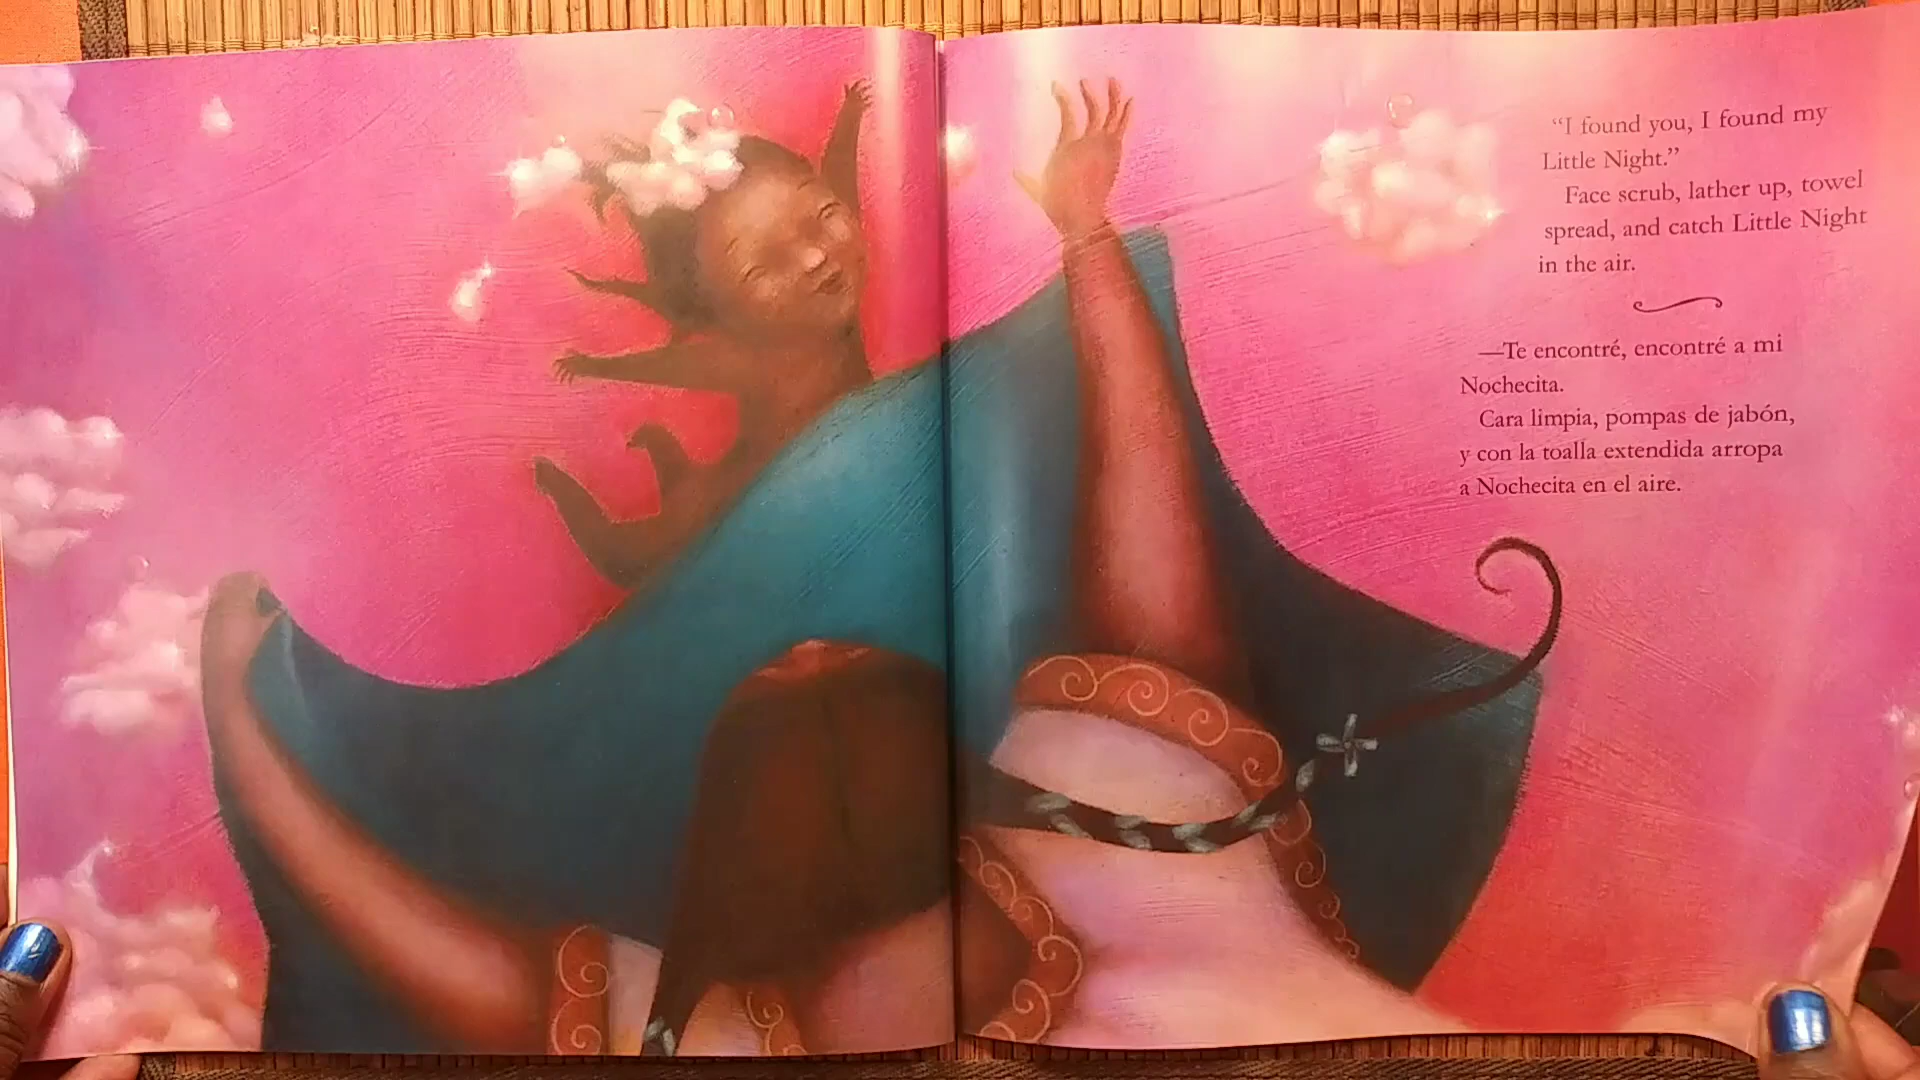 “I found you, I found my
Little Night.”
Face scrub, lather up, towel
spread, and catch Little Night
in the air.
—Te encontré, encontré a mi
Nochecita.
Cara limpia, pompas de jabón,
y con la toalla extendida arropa
a Nochecita en el aire.